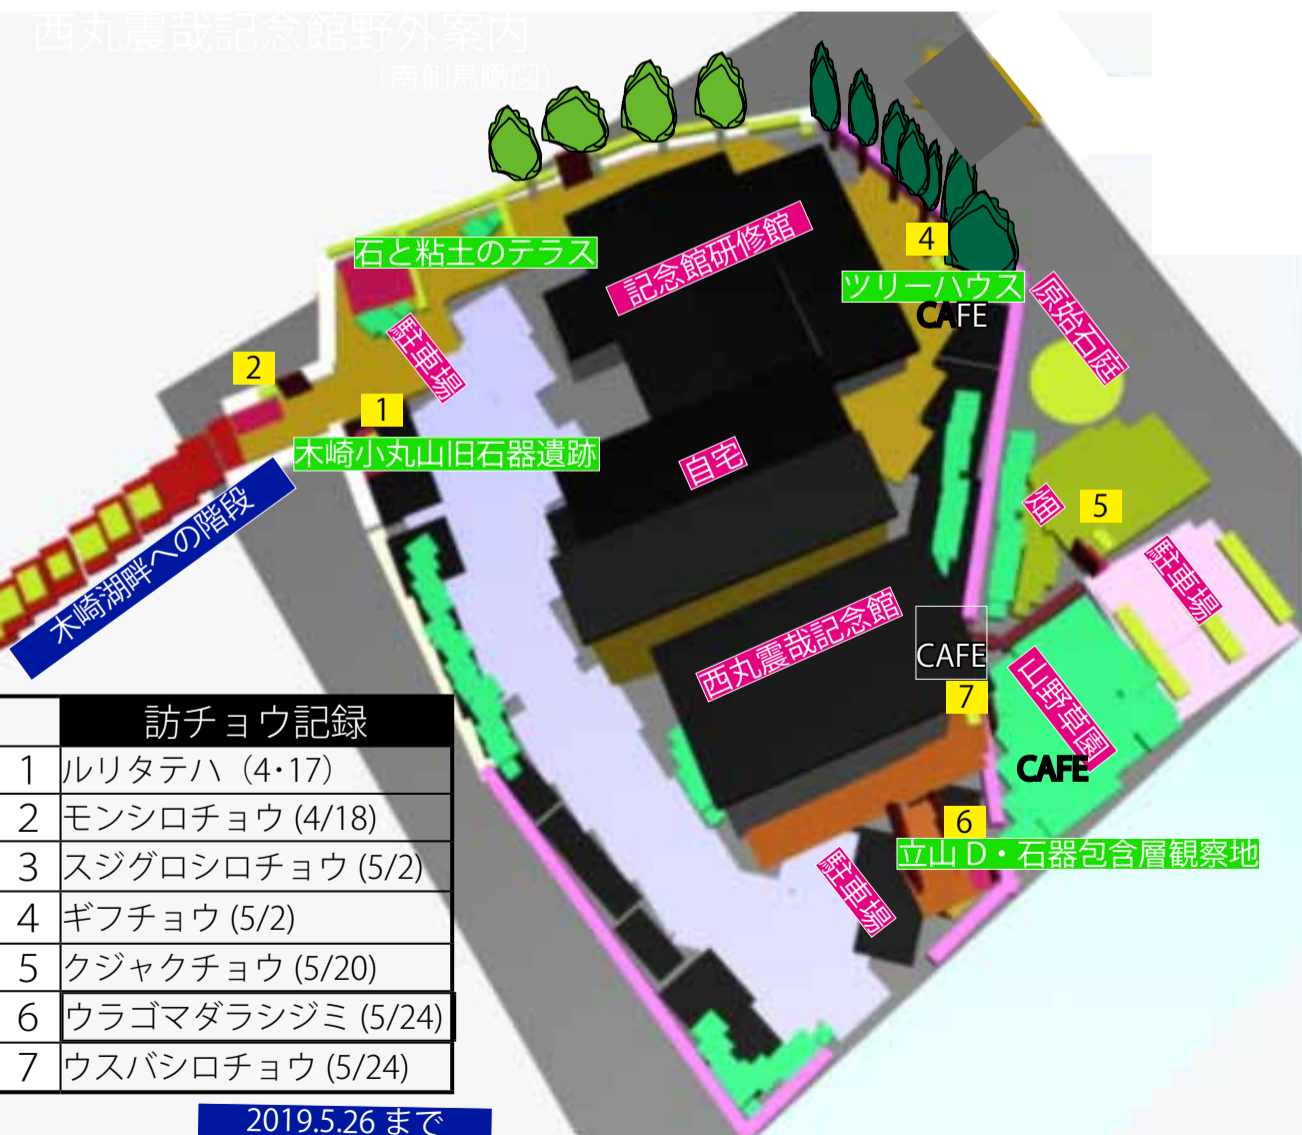 西丸震哉記念館野外案内
（南側鳥瞰図）
石と粘土のテラス
記念館研修館
4
ツリーハウス
CAFE
原始石庭
駐車場
2
1
木崎小丸山旧石器遺跡
自宅
畑
5
駐車場
木崎湖畔への階段
西丸震哉記念館
CAFE
7
山野草園
CAFE
6
立山 D・石器包含層観察地
駐車場
訪チョウ記録
1 ルリタテハ（4･17）
2 モンシロチョウ (4/18)
3 スジグロシロチョウ (5/2)
4 ギフチョウ (5/2)
5 クジャクチョウ (5/20)
6 ウラゴマダラシジミ (5/24)
7 ウスバシロチョウ (5/24)
2019.5.26 まで